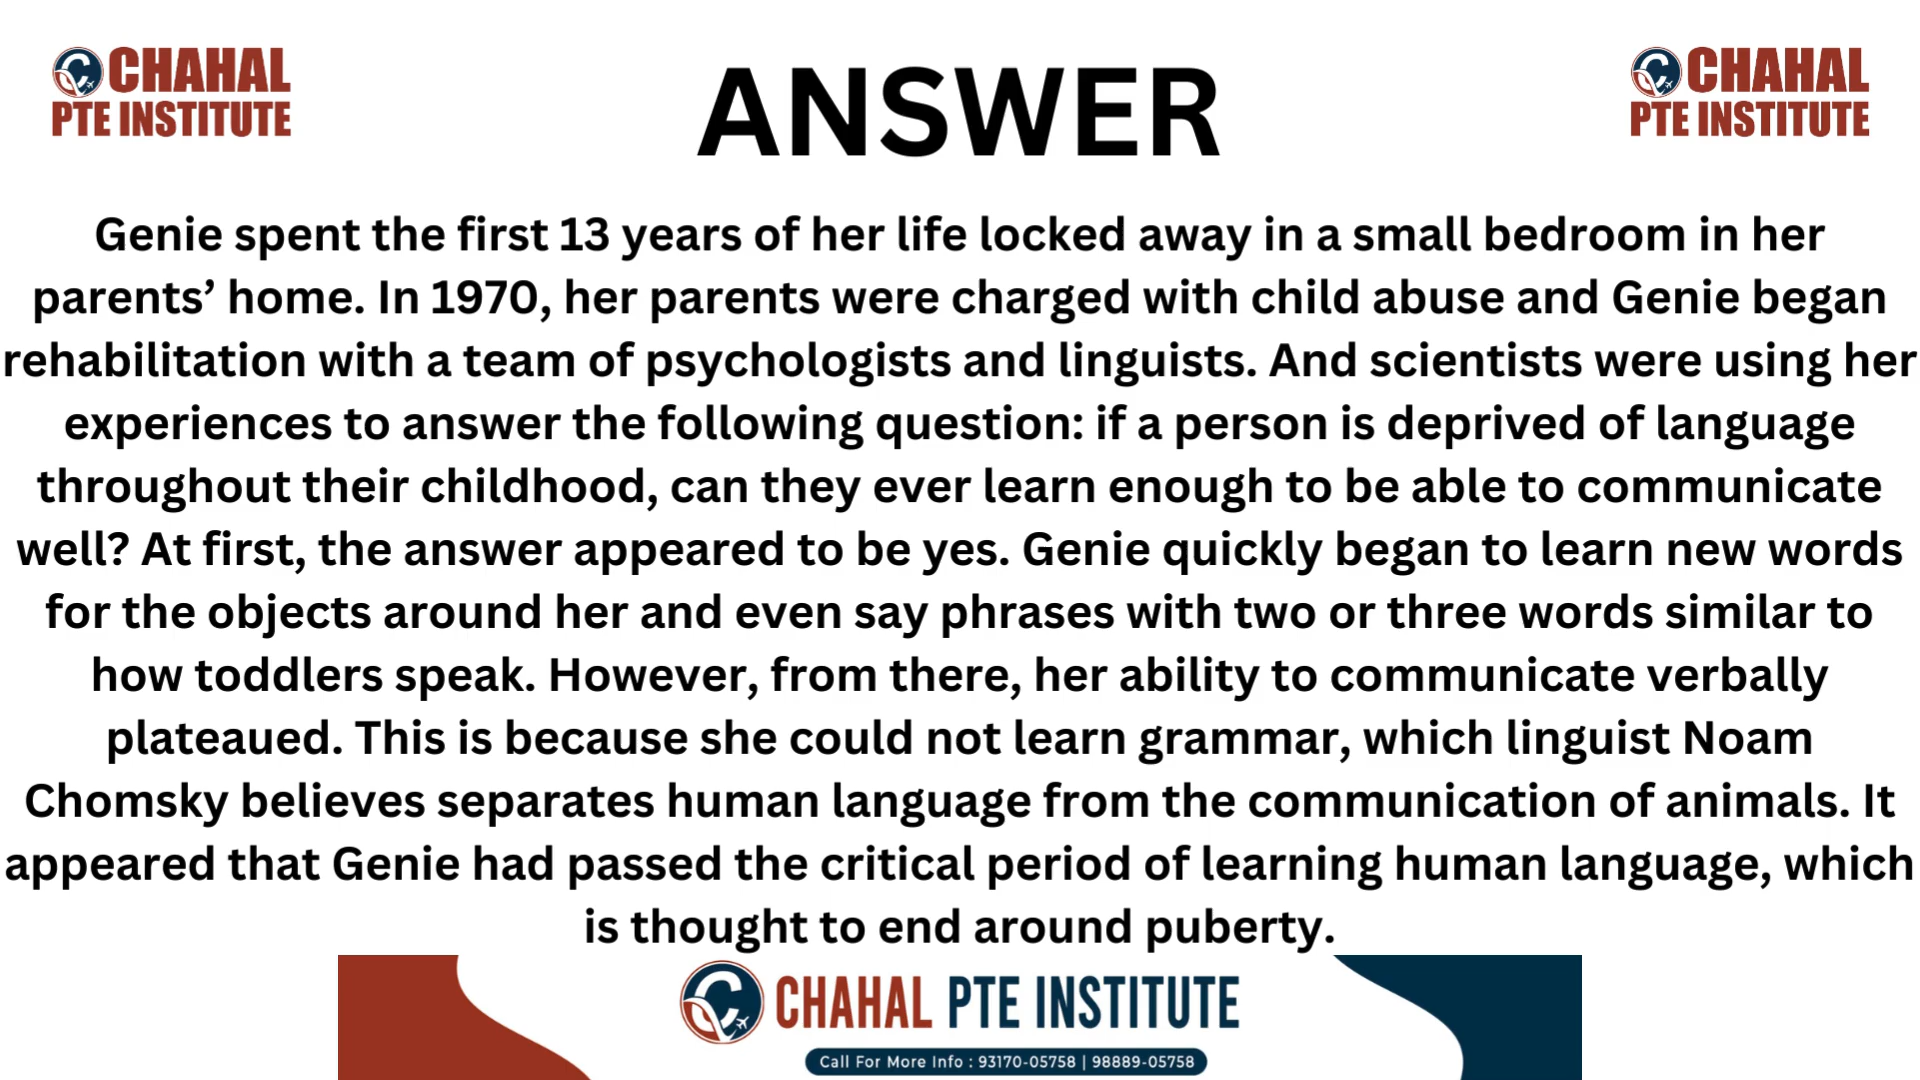 CHAHAL
PTE INSTITUTE
ANSWER
CHAHAL
PTE INSTITUTE
Genie spent the first 13 years of her life locked away in a small bedroom in her
parents’ home. In 1970, her parents were charged with child abuse and Genie began
rehabilitation with a team of psychologists and linguists. And scientists were using her
experiences to answer the following question: if a person is deprived of language
throughout their childhood, can they ever learn enough to be able to communicate
well? At first, the answer appeared to be yes. Genie quickly began to learn new words
for the objects around her and even say phrases with two or three words similar to
how toddlers speak. However, from there, her ability to communicate verbally
plateaued. This is because she could not learn grammar, which linguist Noam
Chomsky believes separates human language from the communication of animals. It
appeared that Genie had passed the critical period of learning human language, which
is thought to end around puberty.
CHAHAL PTE INSTITUTE
Call For More Info : 93170-05758 | 98889-05758